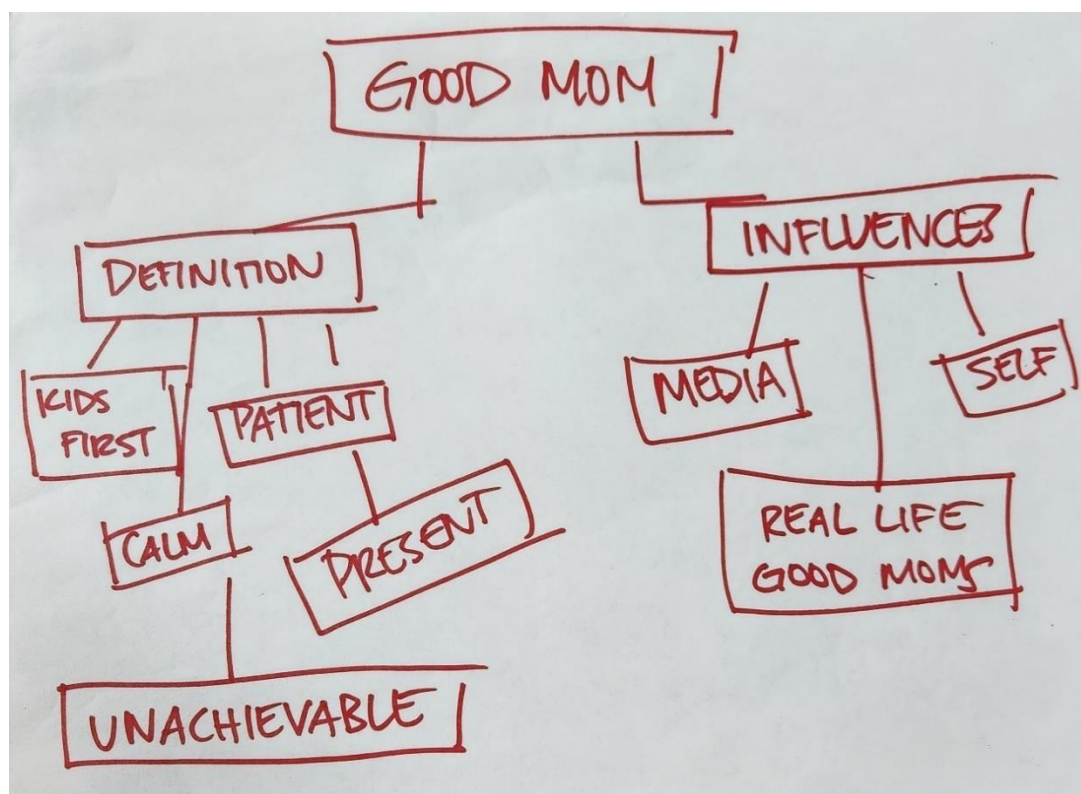 GOOD MOM
DEFINITION
INFLUENCES
KIDS
FIRST
PATIENT
MEDIA
SELF
CALM
PRESENT
REAL LIFE
GOOD MOMS
UNACHIEVABLE